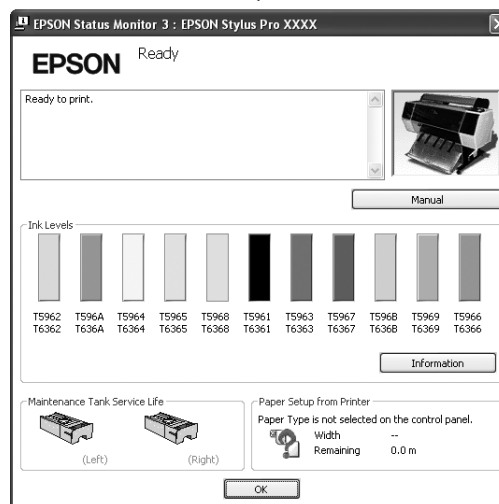 EPSON Status Monitor 3 : EPSON Stylus Pro XXXX
EPSON
Ready
Ready to print.
Manual
Ink Levels
T5962 T596A T5964 T5965 T5968 T5961 T5963 T5967 T596B T5969 T5966
T6362 T636A T6364 T6365 T6368 T6361 T6363 T6367 T636B T6369 T6366
Information
Maintenance Tank Service Life
(Left) (Right)
Paper Setup from Printer
Paper Type is not selected on the control panel.
Width --
Remaining 0.0 m
OK